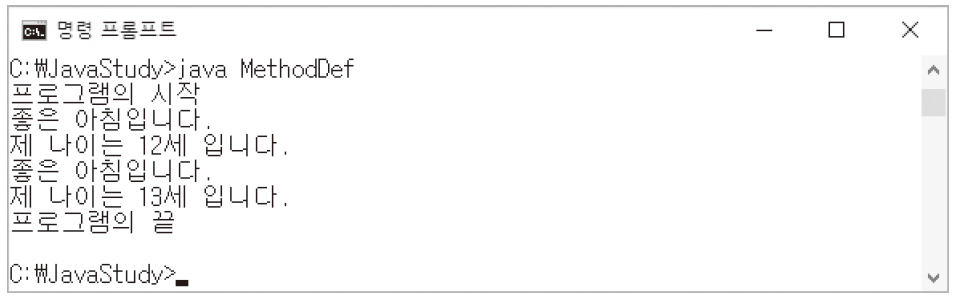 명령 프롬프트
C:₩JavaStudy>java MethodDef
프로그램의 시작
좋은 아침입니다.
제 나이는 12세 입니다.
좋은 아침입니다.
제 나이는 13세 입니다.
프로그램의 끝
C:₩JavaStudy>_